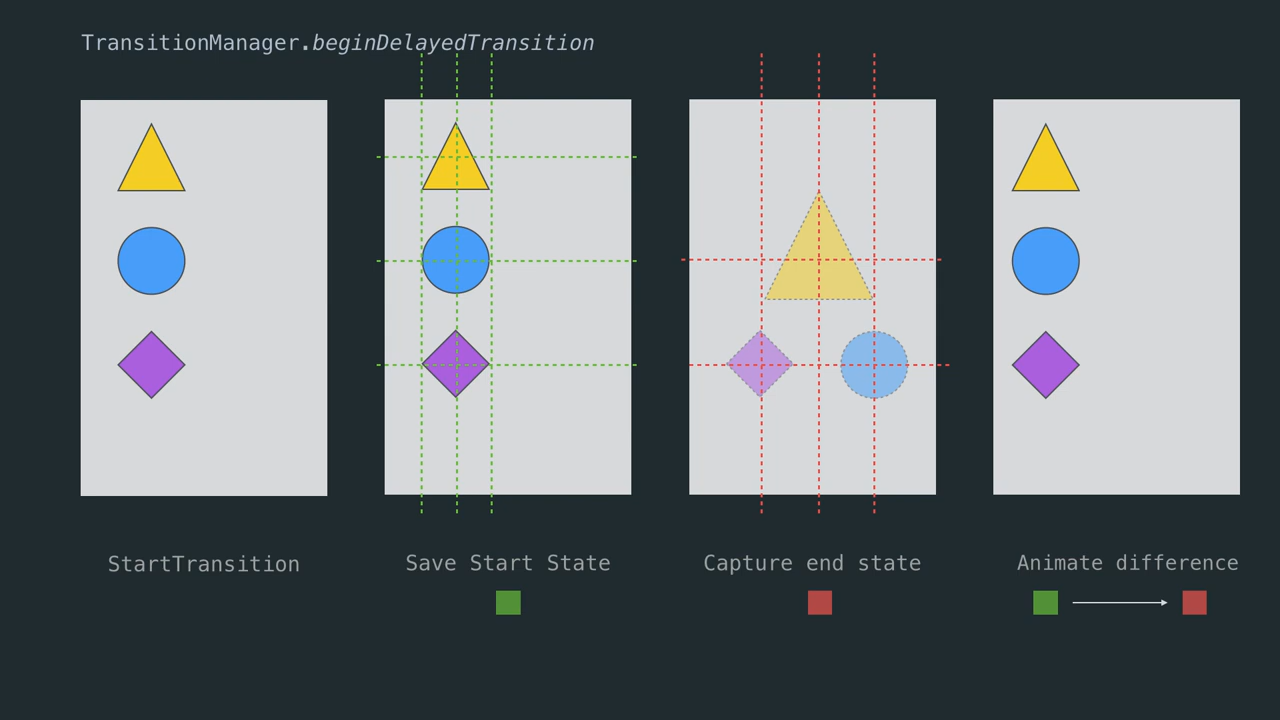 TransitionManager.beginDelayedTransition
StartTransition
Save Start State
Capture end state
Animate difference